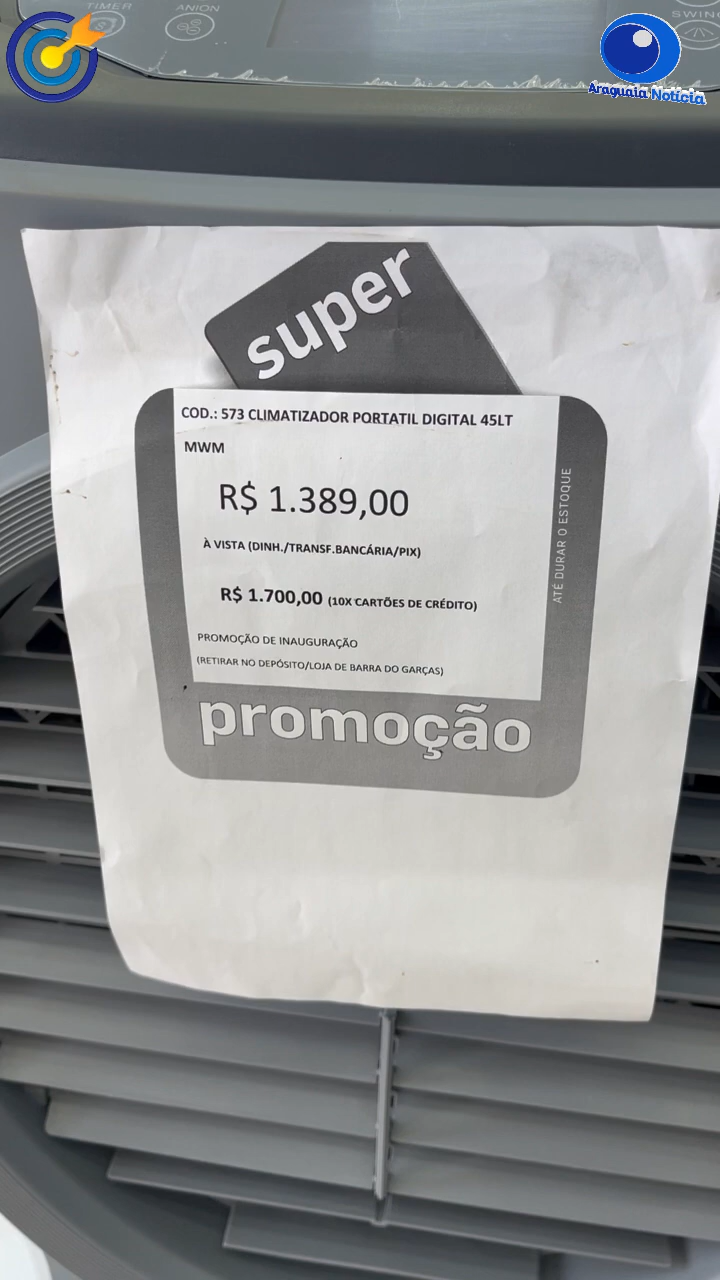 TIMER
ANION
SWING
Araguaia Notícia
super
COD.: 573 CLIMATIZADOR PORTATIL DIGITAL 45LT
MWM
R$ 1.389,00
À VISTA (DINH./TRANSF.BANCÁRIA/PIX)
R$ 1.700,00 (10X CARTÕES DE CRÉDITO)
PROMOÇÃO DE INAUGURAÇÃO
(RETIRAR NO DEPÓSITO/LOJA DE BARRA DO GARÇAS)
ATÉ DURAR O ESTOQUE
promoção